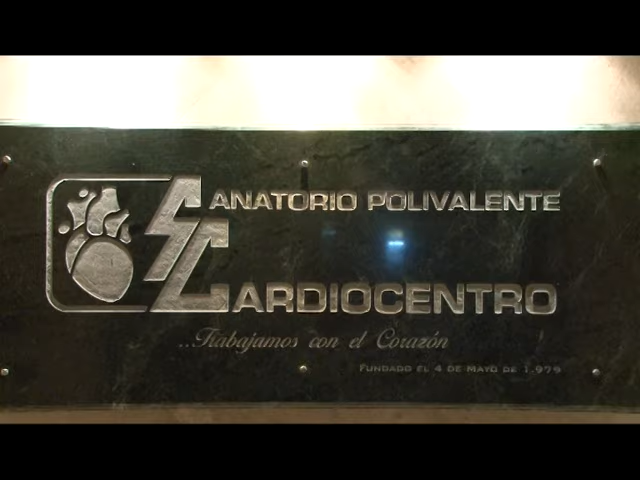 SANATORIO POLIVALENTE
CARDIOCENTRO
..Trabajamos con el Corazón
FUNDADO EL 4 DE MAYO DE 1.979